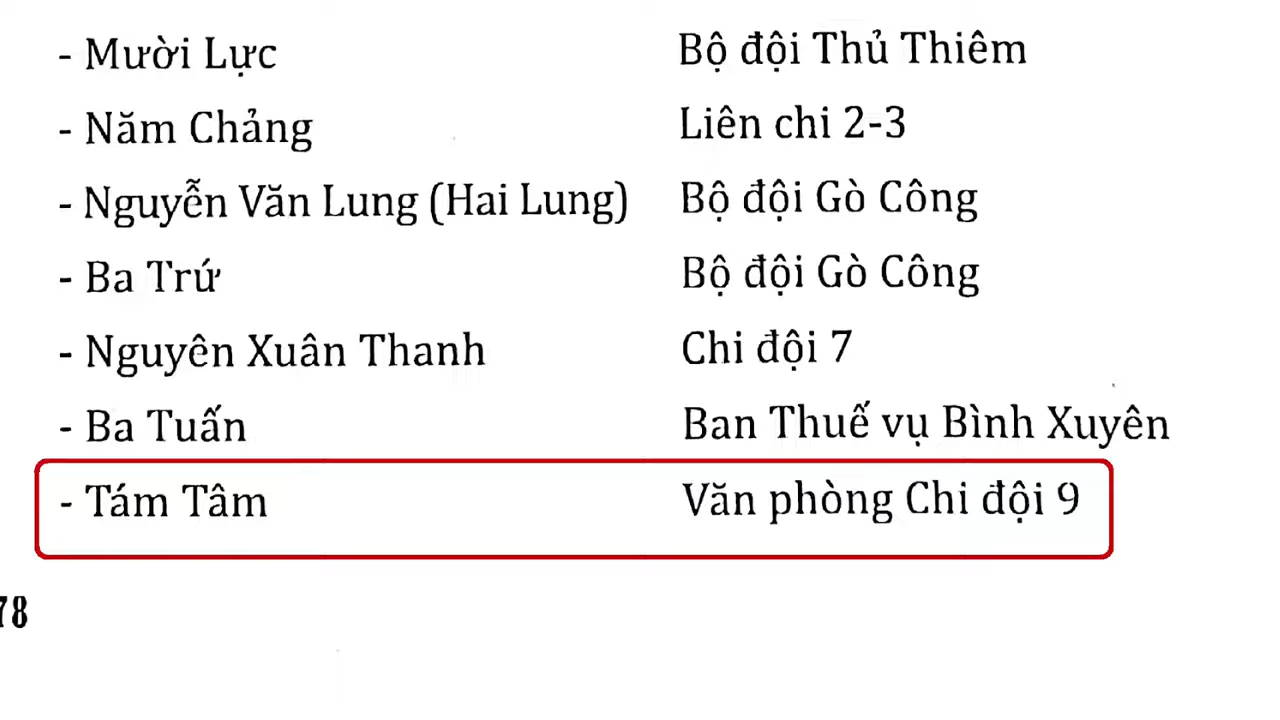 - Mười Lực Bộ đội Thủ Thiêm
- Năm Chảng Liên chi 2-3
- Nguyễn Văn Lung (Hai Lung) Bộ đội Gò Công
- Ba Trứ Bộ đội Gò Công
- Nguyên Xuân Thanh Chi đội 7
- Ba Tuấn Ban Thuế vụ Bình Xuyên
- Tám Tâm Văn phòng Chi đội 9
78